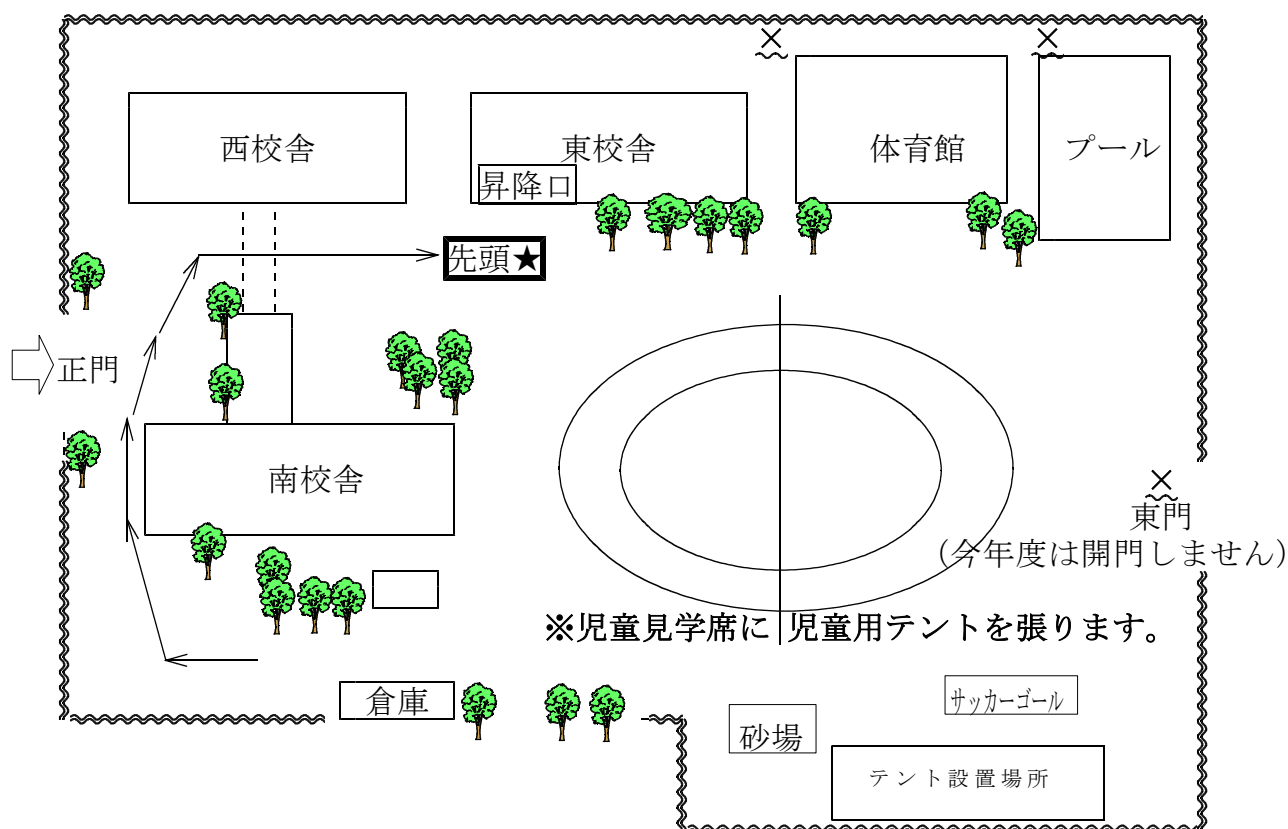 西校舎
東校舎
昇降口
体育館
プール
先頭★
正門
南校舎
東門
(今年度は開門しません)
※児童見学席に 児童用テントを張ります。
倉庫
サッカーゴール
砂場
テント設置場所